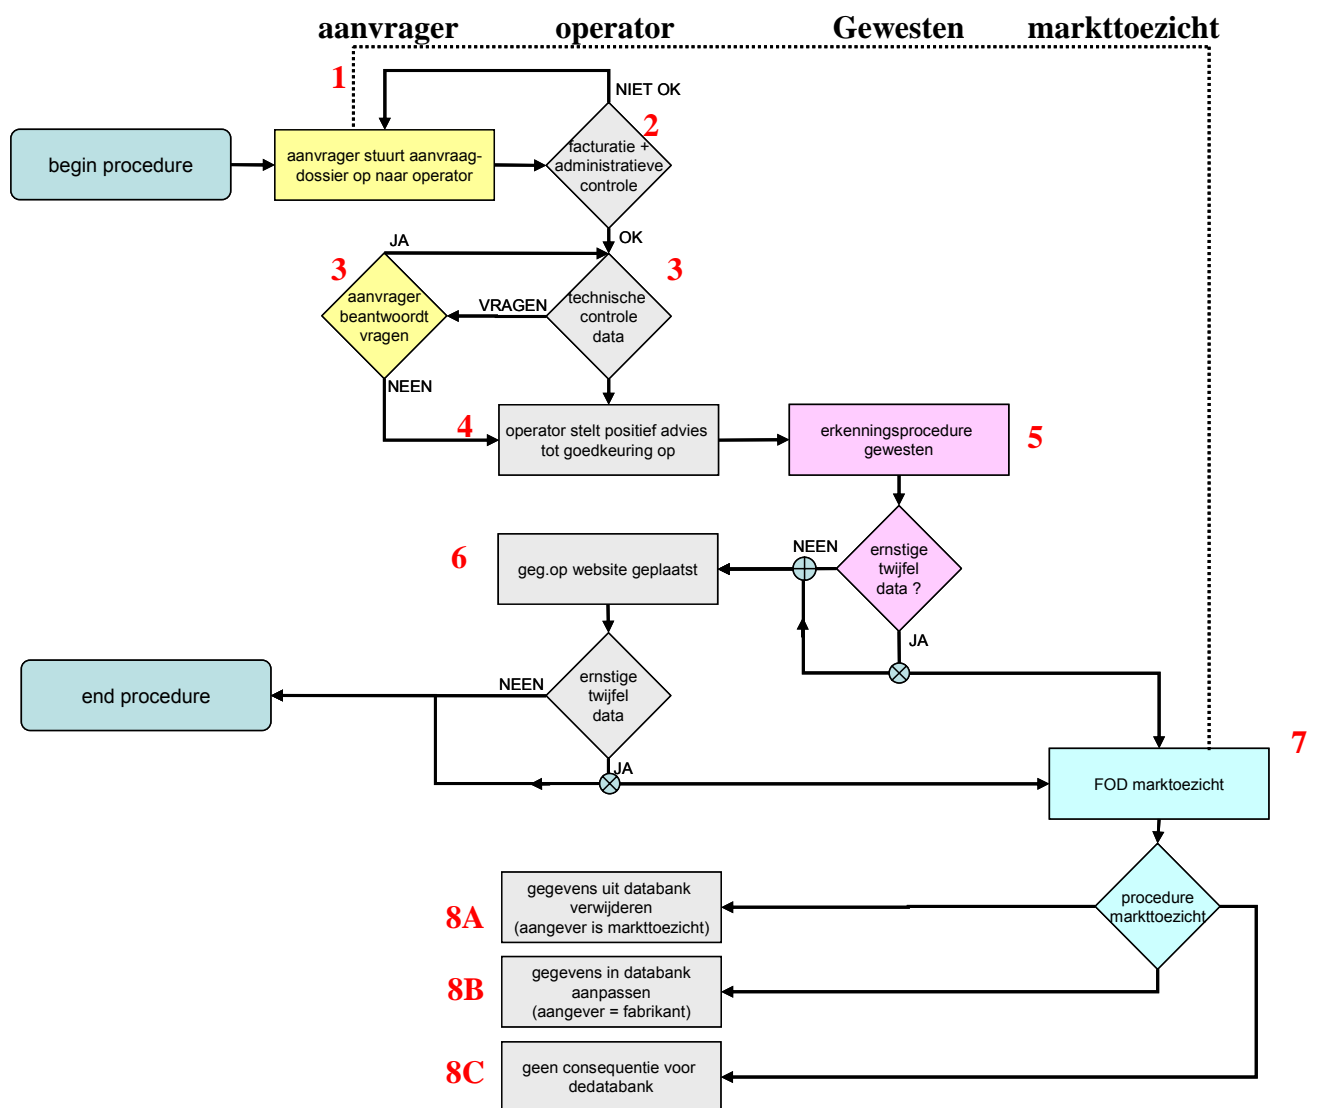 aanvrager operator Gewesten markttoezicht
1
NIET OK
2
begin procedure
aanvrager stuurt aanvraag-
dossier op naar operator
facturatie +
administratieve
controle
JA
OK
3
3
aanvrager
beantwoordt
vragen
VRAGEN
technische
controle
data
NEEN
4
operator stelt positief advies
tot goedkeuring op
erkenningsprocedure
gewesten
5
6
geg.op website geplaatst
NEEN
ernstige
twijfel
data ?
JA
end procedure
NEEN
ernstige
twijfel
data
JA
7
FOD marktoezicht
8A
gegevens uit databank
verwijderen
(aangever is markttoezicht)
procedure
markttoezicht
8B
gegevens in databank
aanpassen
(aangever = fabrikant)
8C
geen consequentie voor
dedatabank